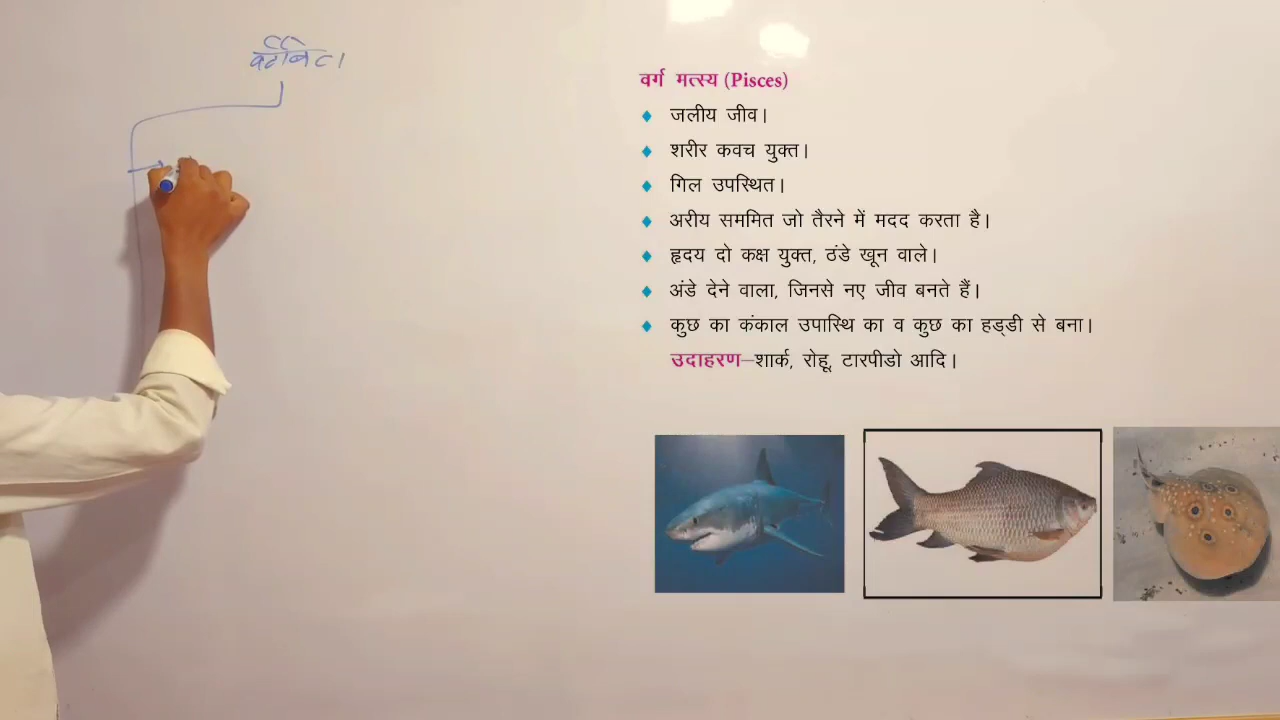 वर्टीब्रेटा
वर्ग मत्स्य (Pisces)
♦ जलीय जीव।
♦ शरीर कवच युक्त।
♦ गिल उपस्थित।
♦ अरीय सममित जो तैरने में मदद करता है।
♦ हृदय दो कक्ष युक्त, ठंडे खून वाले।
♦ अंडे देने वाला, जिनसे नए जीव बनते हैं।
♦ कुछ का कंकाल उपास्थि का व कुछ का हड्डी से बना।
उदाहरण–शार्क, रोहू, टारपीडो आदि।